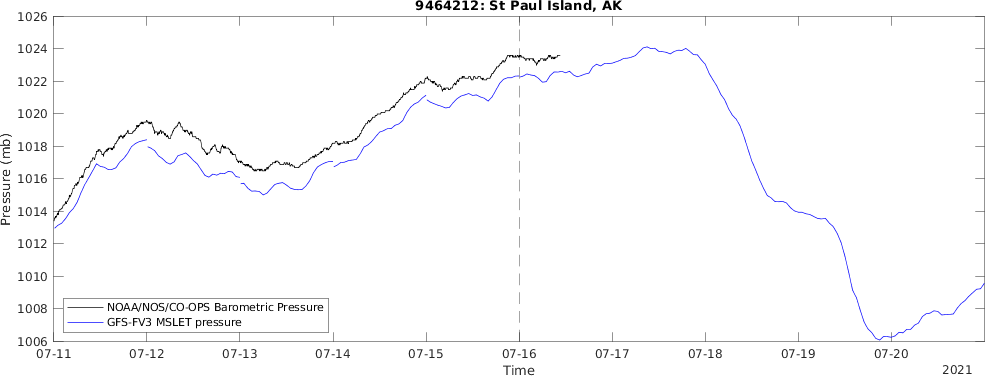 9464212: St Paul Island, AK
1026
1024
1022
1020
1018
1016
1014
1012
1010
1008
1006
Pressure (mb)
NOAA/NOS/CO-OPS Barometric Pressure
GFS-FV3 MSLET pressure
07-11 07-12 07-13 07-14 07-15 07-16 07-17 07-18 07-19 07-20
Time
2021